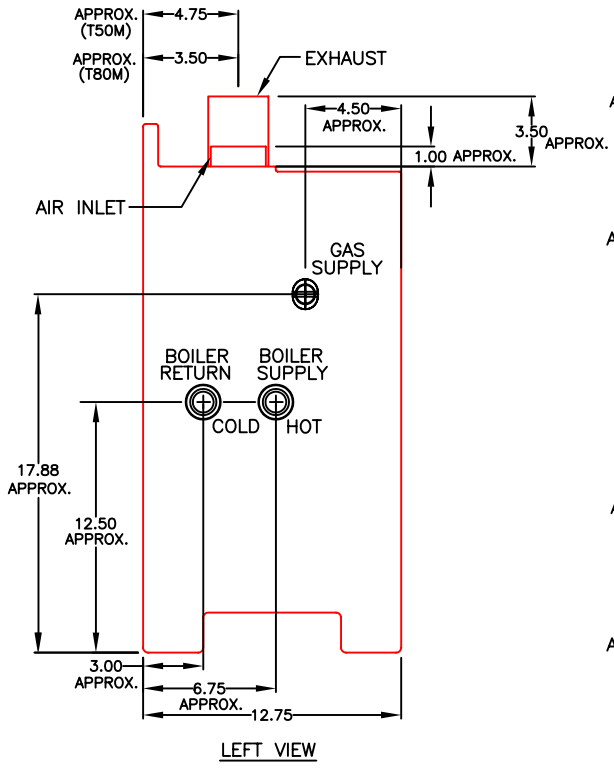 APPROX.
(T50M)
4.75
APPROX.
(T80M)
3.50
EXHAUST
4.50
APPROX.
3.50
APPROX.
1.00 APPROX.
AIR INLET
GAS
SUPPLY
BOILER
RETURN
BOILER
SUPPLY
COLD
HOT
17.88
APPROX.
12.50
APPROX.
3.00
APPROX.
6.75
APPROX.
12.75
LEFT VIEW
A
A
A
A